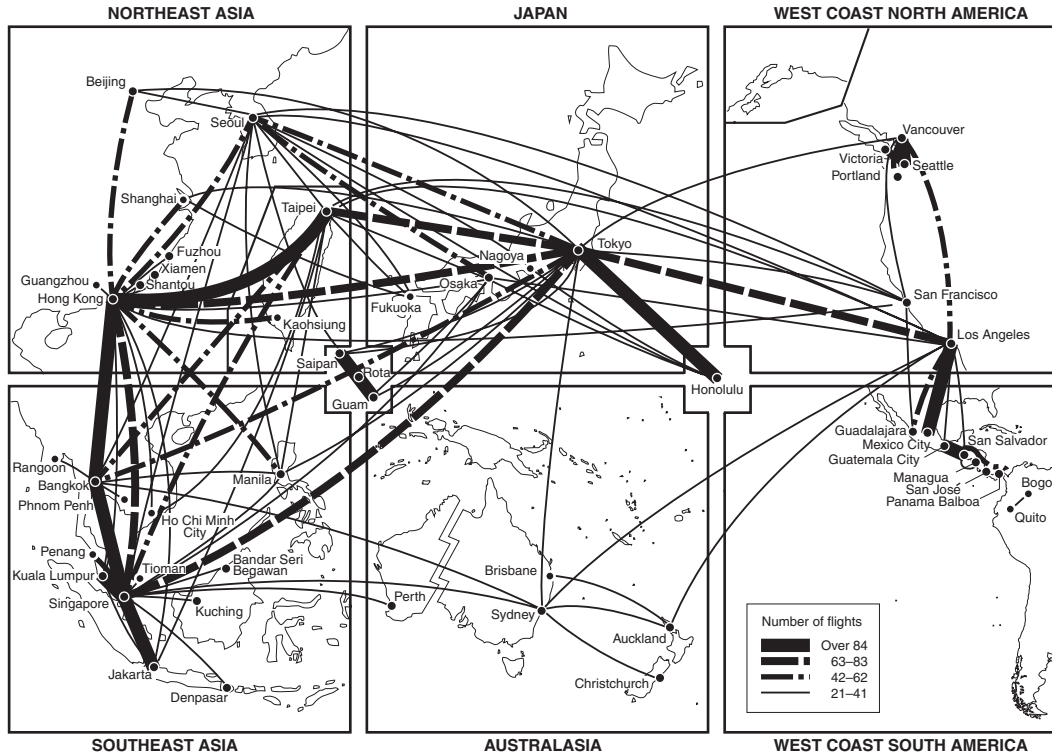 NORTHEAST ASIA
JAPAN
WEST COAST NORTH AMERICA
Beijing
Seoul
Shanghai
Taipei
Fuzhou
Xiamen
Shantou
Guangzhou
Hong Kong
Kaohsiung
Tokyo
Nagoya
Osaka
Fukuoka
Saipan
Rota
Guam
Honolulu
Vancouver
Victoria
Seattle
Portland
San Francisco
Los Angeles
Rangoon
Bangkok
Phnom Penh
Manila
Ho Chi Minh
City
Penang
Kuala Lumpur
Tioman
Bandar Seri
Begawan
Singapore
Kuching
Jakarta
Denpasar
Brisbane
Perth
Sydney
Auckland
Christchurch
Guadalajara
Mexico City
San Salvador
Guatemala City
Managua
San José
Panama Balboa
Bogo
Quito
Number of flights
Over 84
63–83
42–62
21–41
SOUTHEAST ASIA
AUSTRALASIA
WEST COAST SOUTH AMERICA